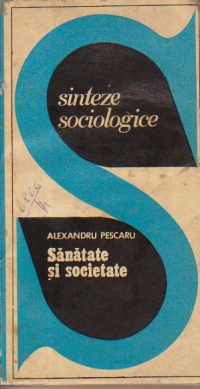 sinteze
sociologice
ALEXANDRU PESCARU
Sănătate
și societate